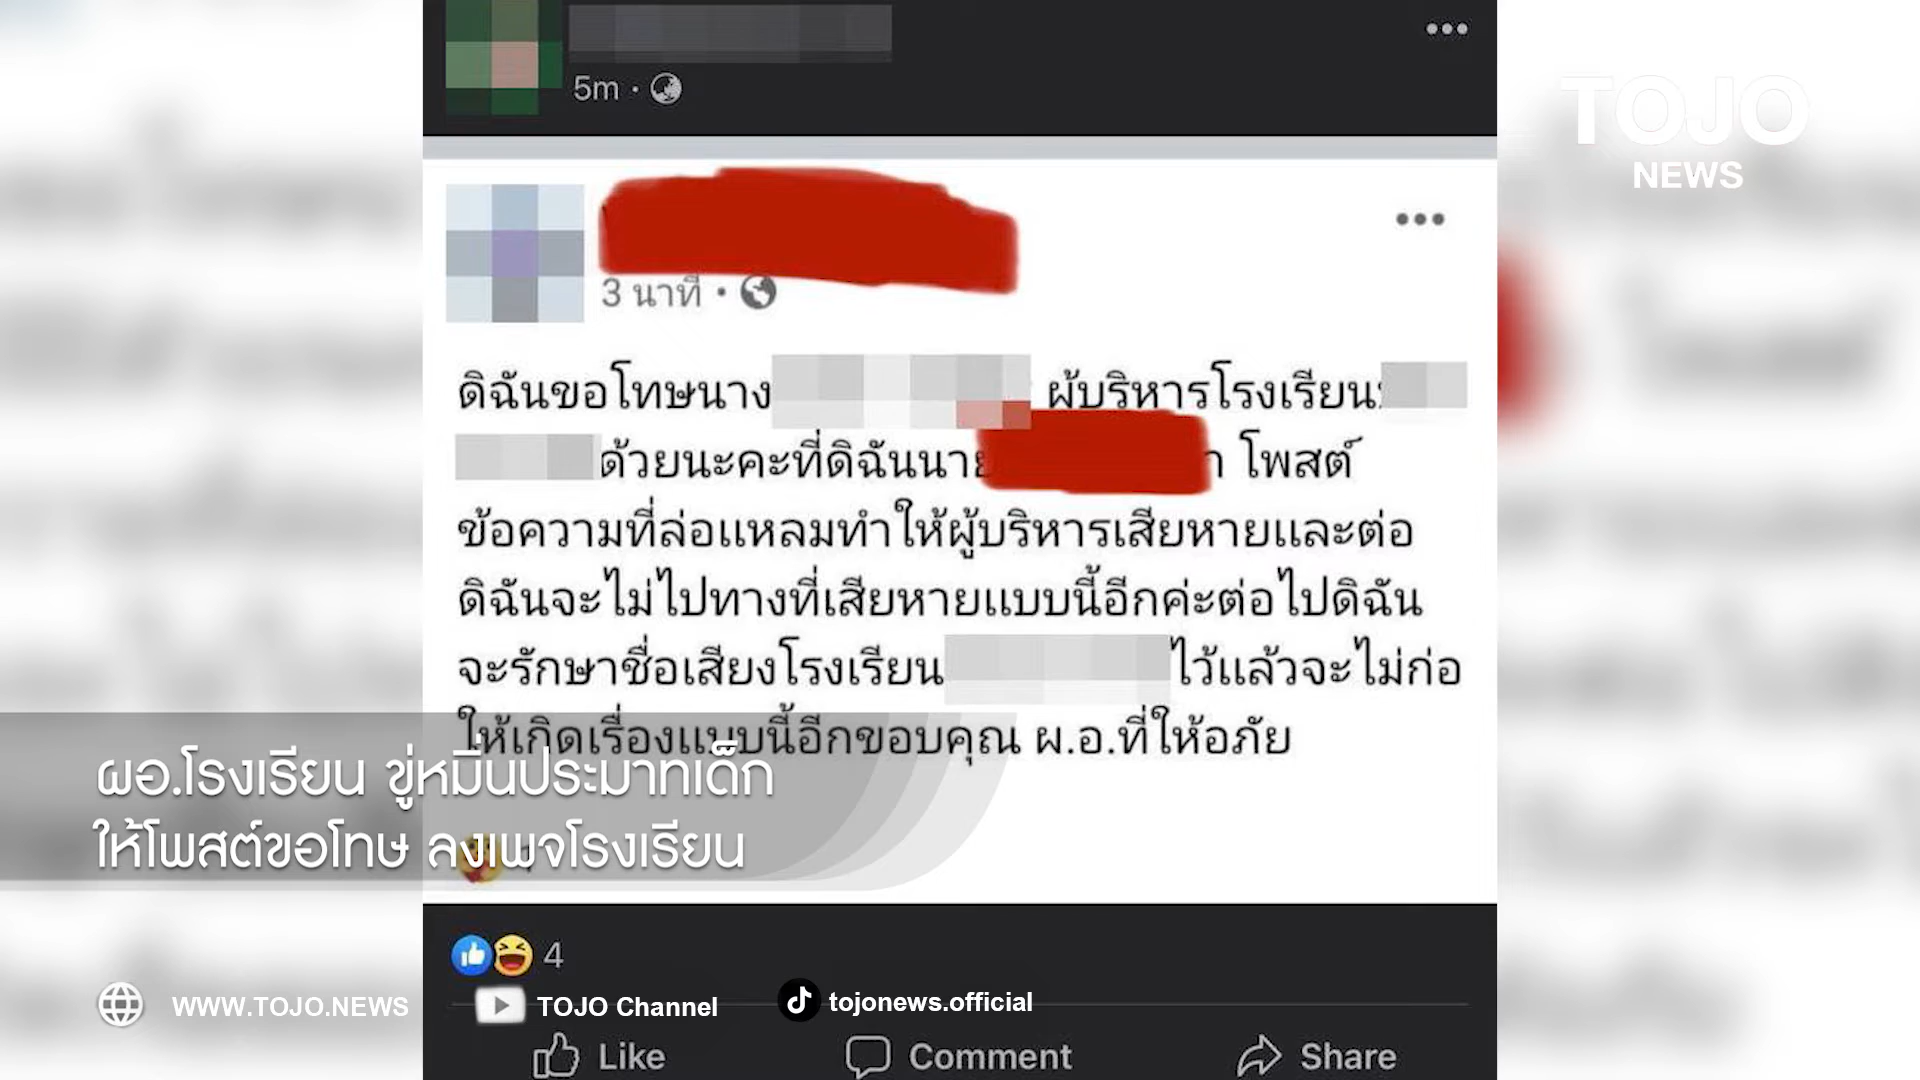 5m
TOJO
NEWS
3 นาที
ดิฉันขอโทษนาง ผู้บริหารโรงเรียน
ด้วยนะคะที่ดิฉันนาย โพสต์
ข้อความที่ล่อแหลมทำให้ผู้บริหารเสียหายและต่อ
ดิฉันจะไม่ไปทางที่เสียหายแบบนี้อีกค่ะต่อไปดิฉัน
จะรักษาชื่อเสียงโรงเรียน ไว้แล้วจะไม่ก่อ
ให้เกิดเรื่องแบบนี้อีกขอบคุณ ผ.อ.ที่ให้อภัย
ผอ.โรงเรียน ขู่หมิ่นประมาทเด็ก
ให้โพสต์ขอโทษ ลงเพจโรงเรียน
4
WWW.TOJO.NEWS
TOJO Channel
tojonews.official
Like
Comment
Share